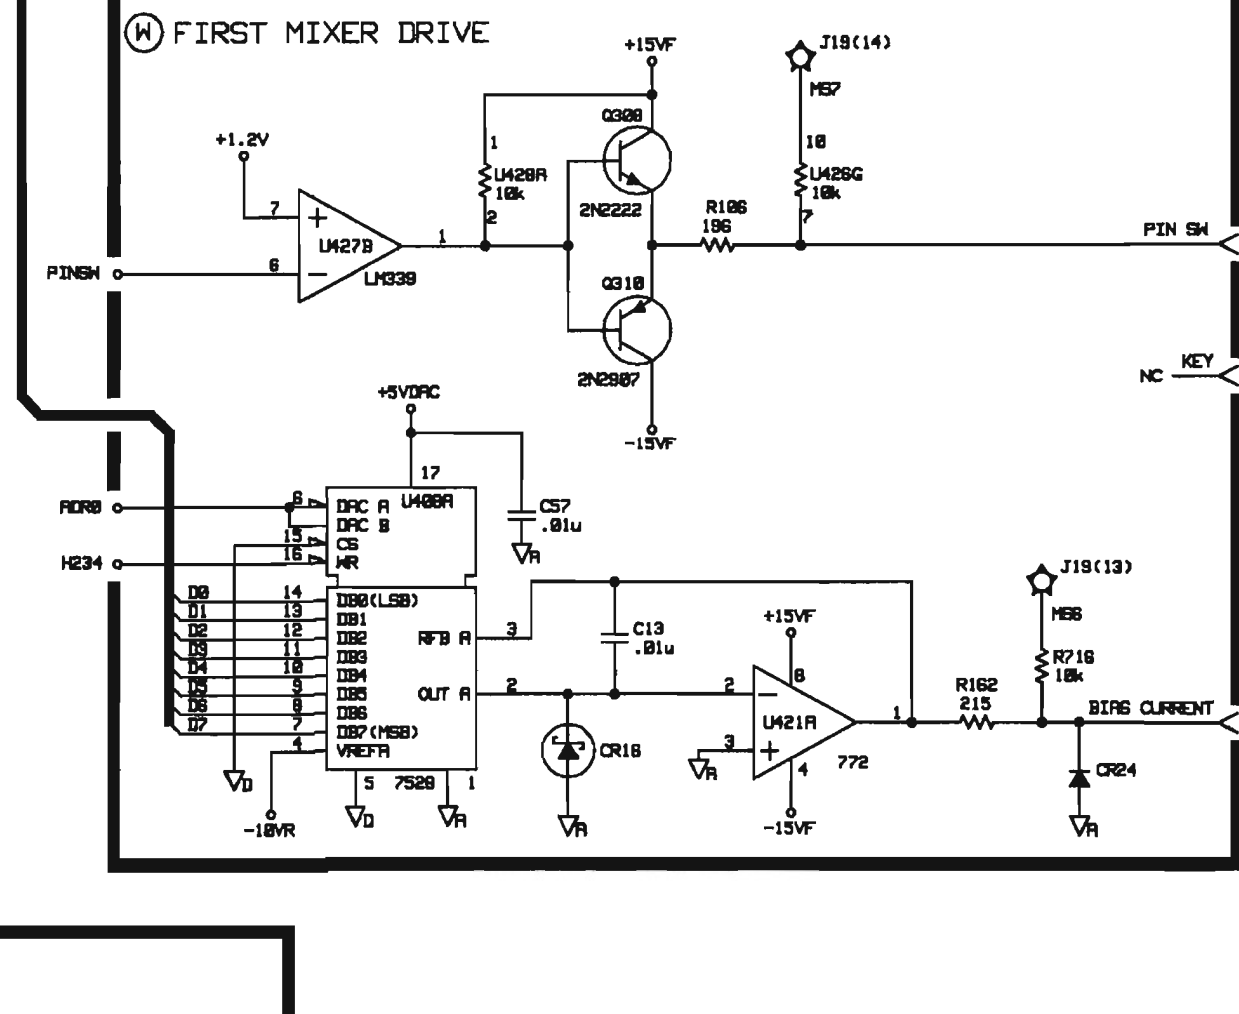 W FIRST MIXER DRIVE
+15VF
J19(14)
MS7
Q308
+1.2V
1
10
U428A
10k
U426G
10k
7
2
2N2222
R106
196
7
+
U427B
1
PIN SW
PINSW
6
−
LM339
Q310
2N2907
KEY
NC
+5VDAC
-15VF
17
ADR0
6
DAC A
U408A
C57
.01u
DAC B
15
CS
A
H234
16
WR
J19(13)
D0
14
DB0(LSB)
MS6
D1
13
DB1
+15VF
D2
12
DB2
RFB A
3
C13
.01u
D3
11
DB3
R716
10k
D4
10
DB4
8
D5
9
DB5
OUT A
2
2
−
R162
215
D6
8
DB6
BIAS CURRENT
D7
7
DB7(MSB)
U421A
1
4
VREFA
CR16
3
+
772
A
4
CR24
D
5
7528
1
D
A
-10VR
A
-15VF
A